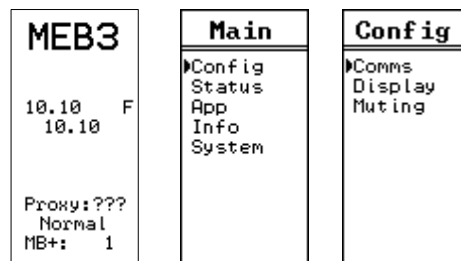 MEB3
10.10 F
10.10
Proxy:???
Normal
MB+: 1
Main
Config
Status
App
Info
System
Config
Comms
Display
Muting